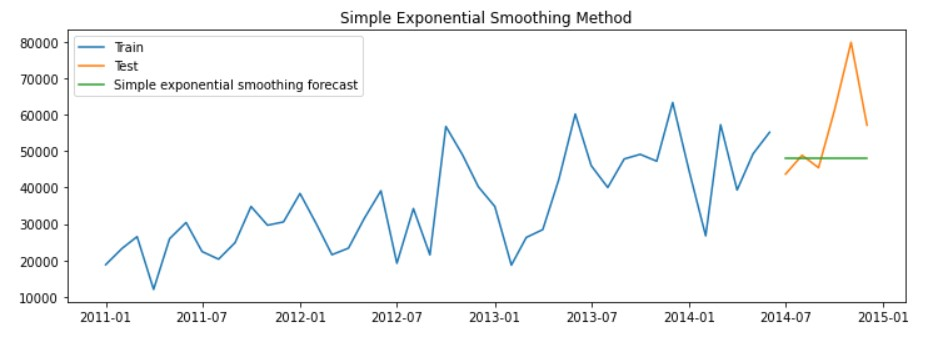 Simple Exponential Smoothing Method
80000
70000
60000
50000
40000
30000
20000
10000
Train
Test
Simple exponential smoothing forecast
2011-01 2011-07 2012-01 2012-07 2013-01 2013-07 2014-01 2014-07 2015-01